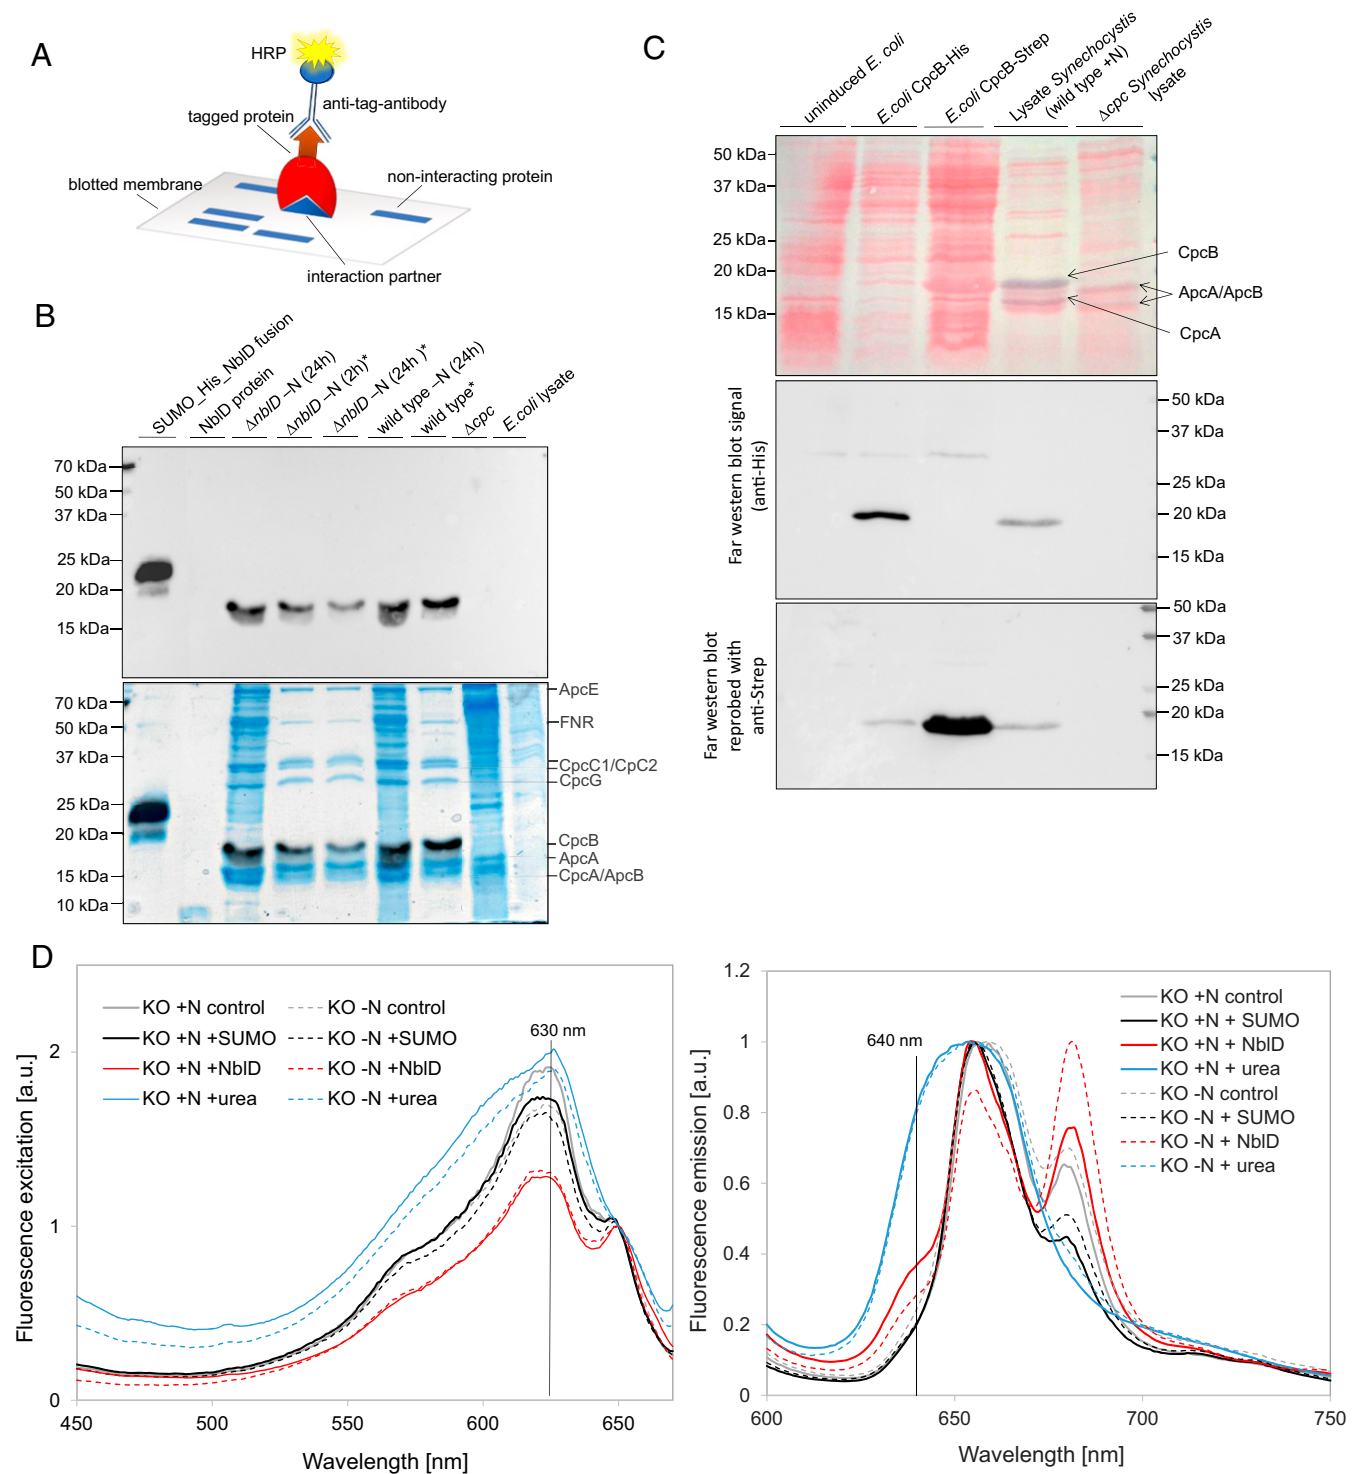 A
HRP
anti-tag-antibody
tagged protein
blotted membrane
non-interacting protein
interaction partner
B
SUMO_His_NblD fusion
NblD protein
ΔnblD –N (24h)
ΔnblD –N (2h)*
ΔnblD –N (24h )*
wild type –N (24h)
wild type*
Δcpc
E.coli lysate
70 kDa
50 kDa
37 kDa
25 kDa
20 kDa
15 kDa
70 kDa
50 kDa
37 kDa
25 kDa
20 kDa
15 kDa
10 kDa
ApcE
FNR
CpcC1/CpC2
CpcG
CpcB
ApcA
CpcA/ApcB
C
uninduced E. coli
E.coli CpcB-His
E.coli CpcB-Strep
Lysate Synechocystis
(wild type +N)
Δcpc Synechocystis
lysate
50 kDa
37 kDa
25 kDa
20 kDa
15 kDa
CpcB
ApcA/ApcB
CpcA
Far western blot signal
(anti-His)
50 kDa
37 kDa
25 kDa
20 kDa
15 kDa
Far western blot
reprobed with
anti-Strep
50 kDa
37 kDa
25 kDa
20 kDa
15 kDa
D
KO +N control
KO -N control
KO +N +SUMO
KO -N +SUMO
KO +N +NblD
KO -N +NblD
KO +N +urea
KO -N +urea
630 nm
Fluorescence excitation [a.u.]
2
1
0
450
500
550
600
650
Wavelength [nm]
KO +N control
KO +N + SUMO
KO +N + NblD
KO +N + urea
KO -N control
KO -N + SUMO
KO -N + NblD
KO -N + urea
640 nm
Fluorescence emission [a.u.]
1.2
1
0.8
0.6
0.4
0.2
0
600
650
700
750
Wavelength [nm]